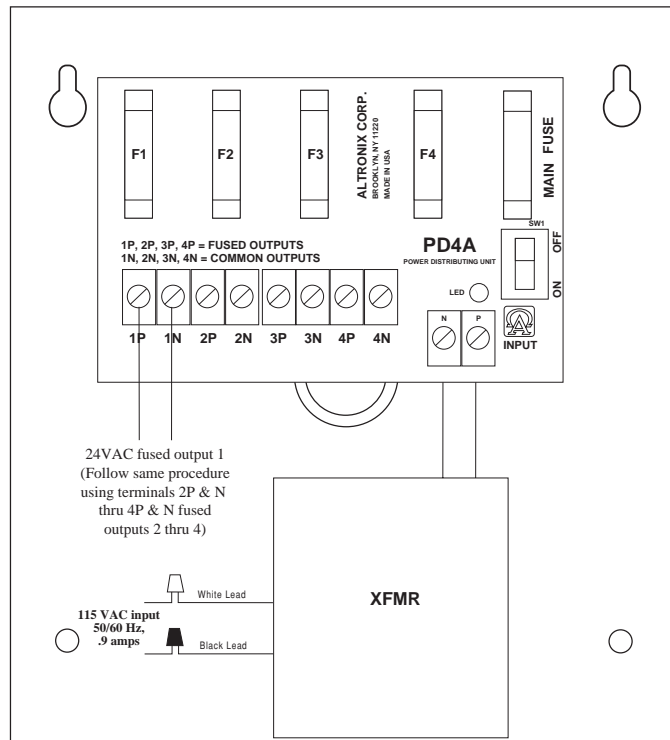 F1
F2
F3
ALTRONIX CORP.
BROOKLYN, NY 11220
MADE IN USA
F4
MAIN FUSE
SW1
OFF
ON
1P, 2P, 3P, 4P = FUSED OUTPUTS
1N, 2N, 3N, 4N = COMMON OUTPUTS
PD4A
POWER DISTRIBUTING UNIT
LED
N
P
INPUT
1P
1N
2P
2N
3P
3N
4P
4N
24VAC fused output 1
(Follow same procedure
using terminals 2P & N
thru 4P & N fused
outputs 2 thru 4)
White Lead
115 VAC input
50/60 Hz,
.9 amps
Black Lead
XFMR